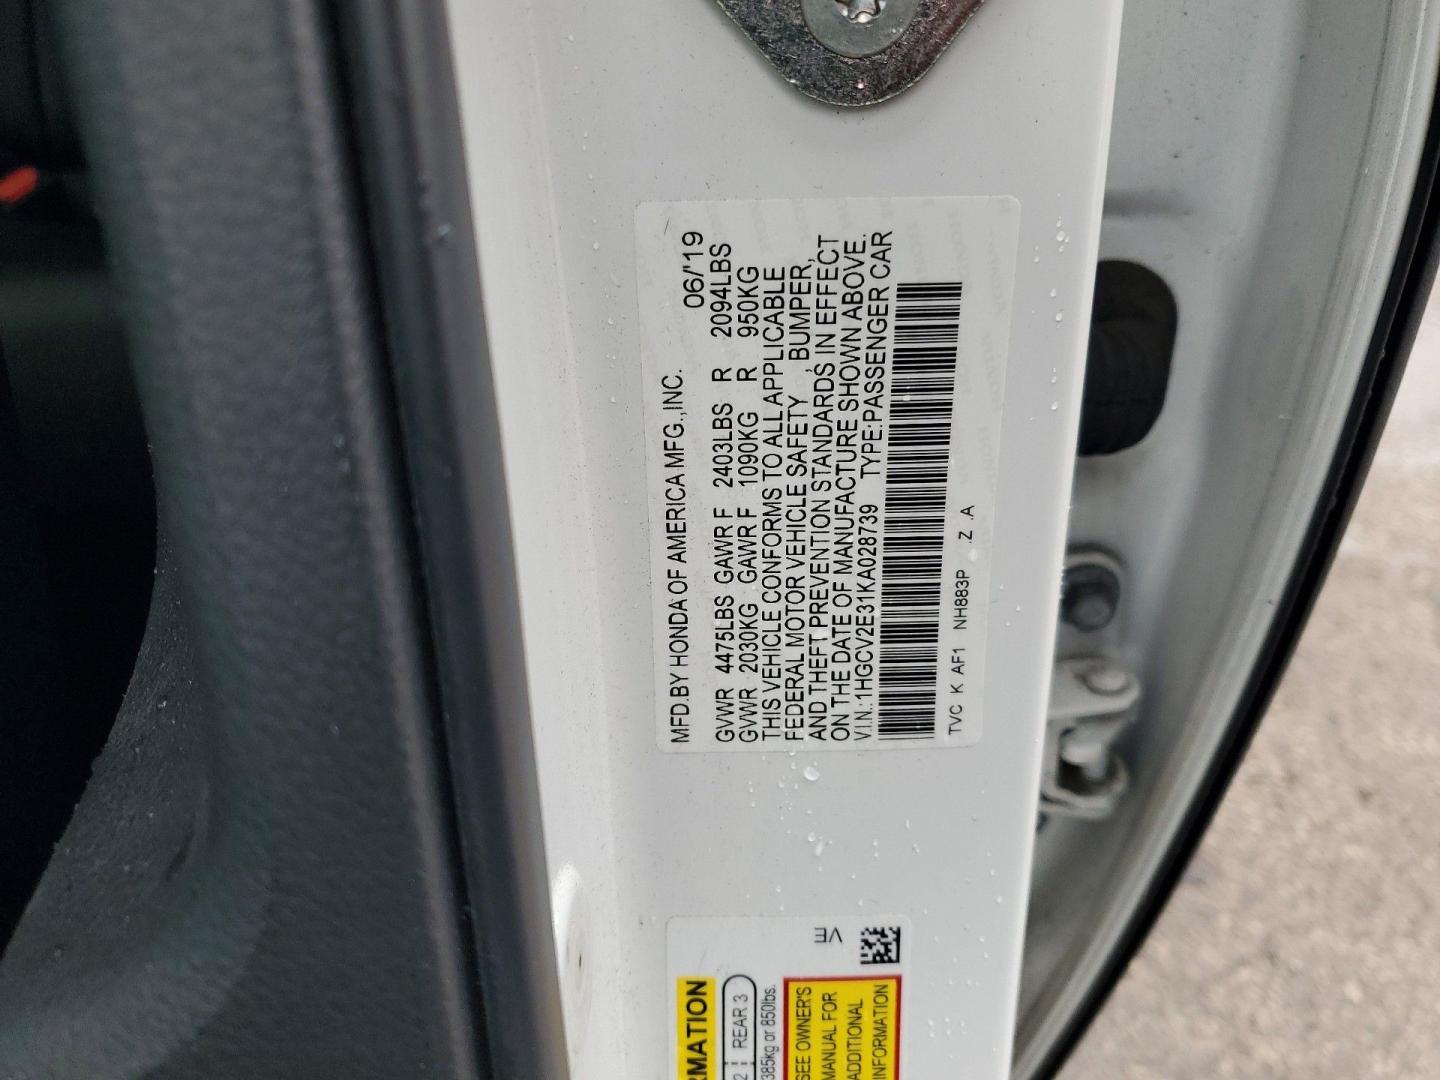 MFD.BY HONDA OF AMERICA MFG.,INC. 06/'19
GVWR 4475LBS GAWR F 2403LBS R 2094LBS
GVWR 2030KG GAWR F 1090KG R 950KG
THIS VEHICLE CONFORMS TO ALL APPLICABLE
FEDERAL MOTOR VEHICLE SAFETY , BUMPER,
AND THEFT PREVENTION STANDARDS IN EFFECT
ON THE DATE OF MANUFACTURE SHOWN ABOVE.
V.I.N.:1HGCV2E31KA028739 TYPE:PASSENGER CAR
TVC K AF1 NH883P .Z .A
VE
REAR 3
385kg or 850lbs.
SEE OWNER'S
MANUAL FOR
ADDITIONAL
INFORMATION